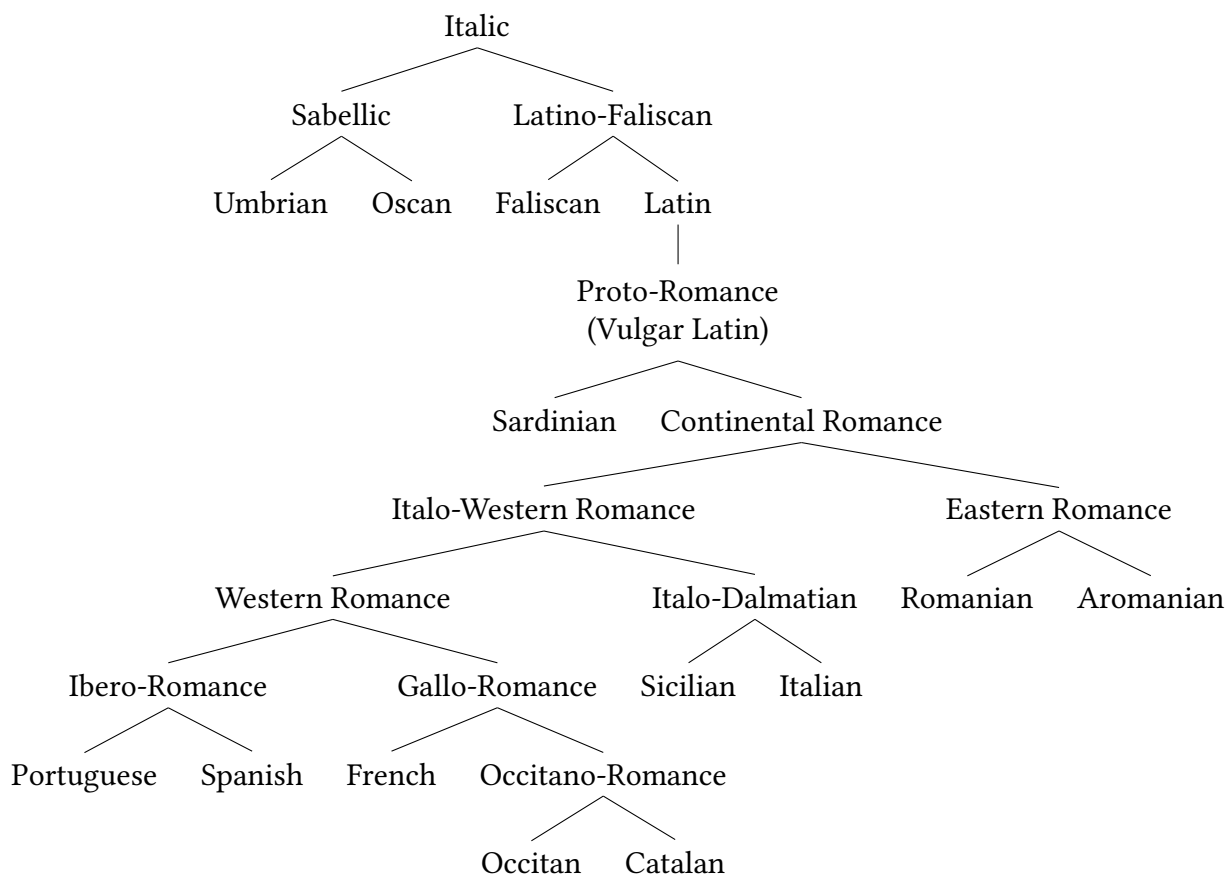 Italic
Sabellic Latino-Faliscan
Umbrian Oscan Faliscan Latin
Proto-Romance
(Vulgar Latin)
Sardinian Continental Romance
Italo-Western Romance Eastern Romance
Western Romance Italo-Dalmatian Romanian Aromanian
Ibero-Romance Gallo-Romance Sicilian Italian
Portuguese Spanish French Occitano-Romance
Occitan Catalan